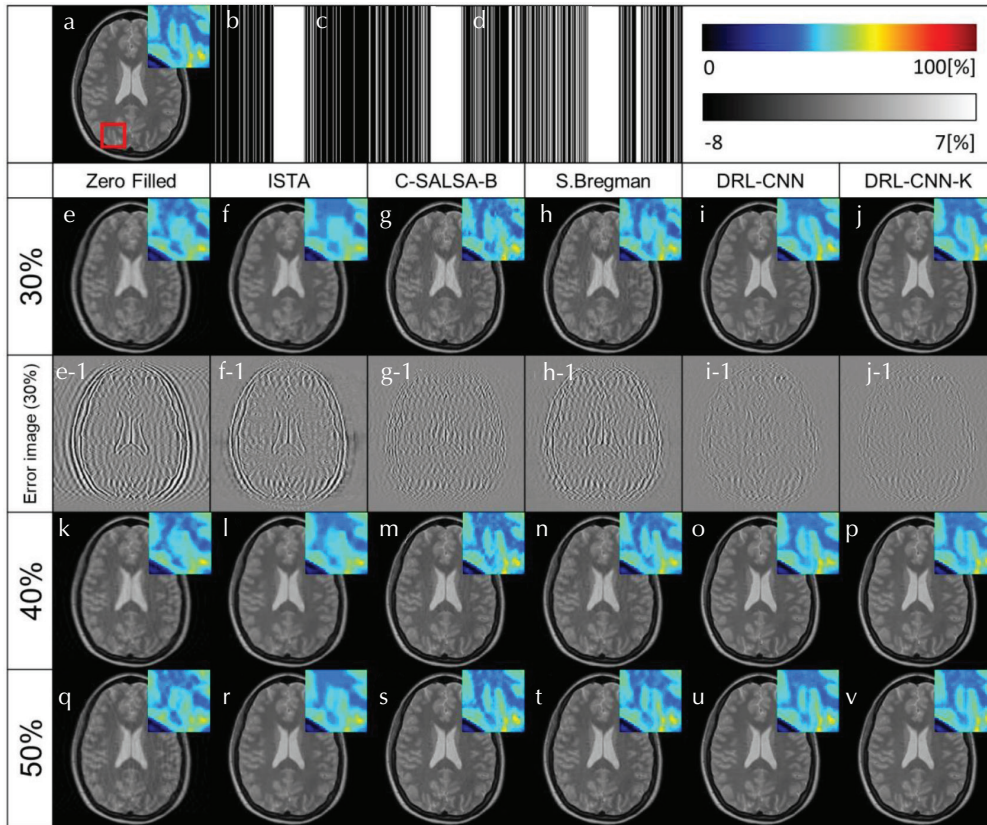 a b c d
0 100[%]
-8 7[%]
Zero Filled ISTA C-SALSA-B S.Bregman DRL-CNN DRL-CNN-K
30%
e f g h i j
Error image (30%)
e-1 f-1 g-1 h-1 i-1 j-1
40%
k l m n o p
50%
q r s t u v